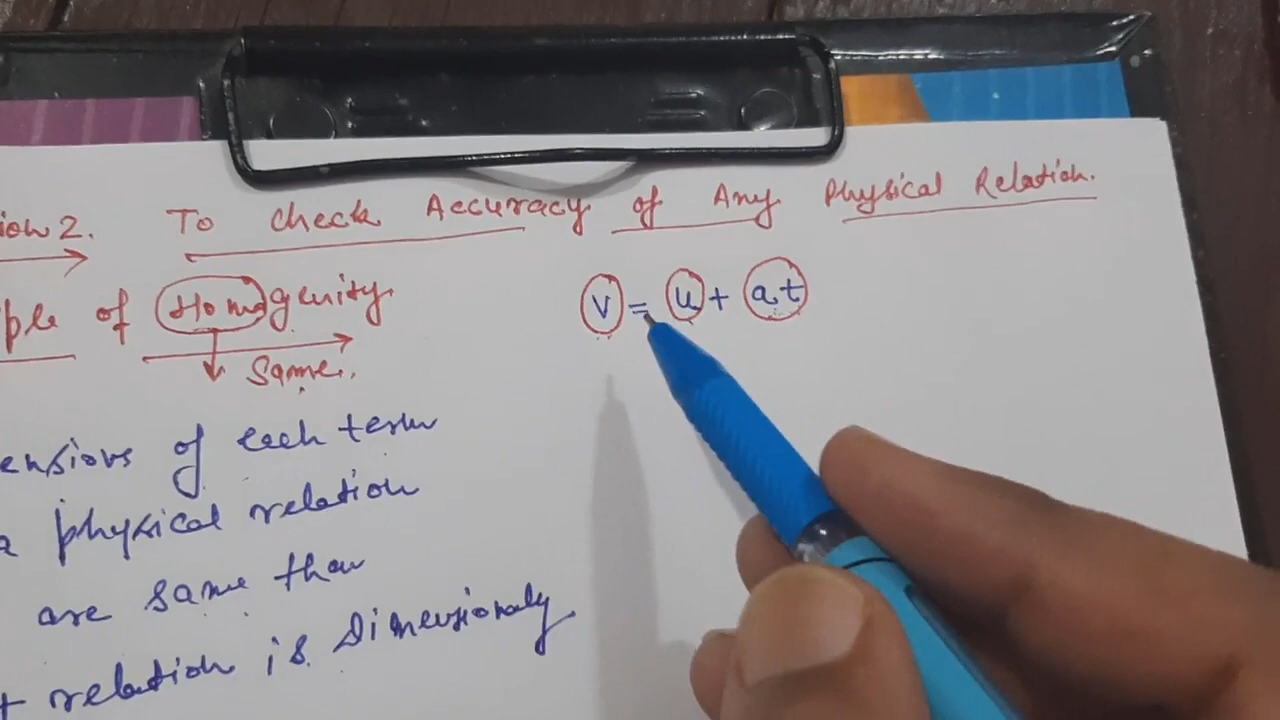 ion 2. To check Accuracy of Any Physical Relation.
ple of Homogenity
Same.
V = u + at
ensions of each term
a physical relation
are same then
t relation is Dimensionaly